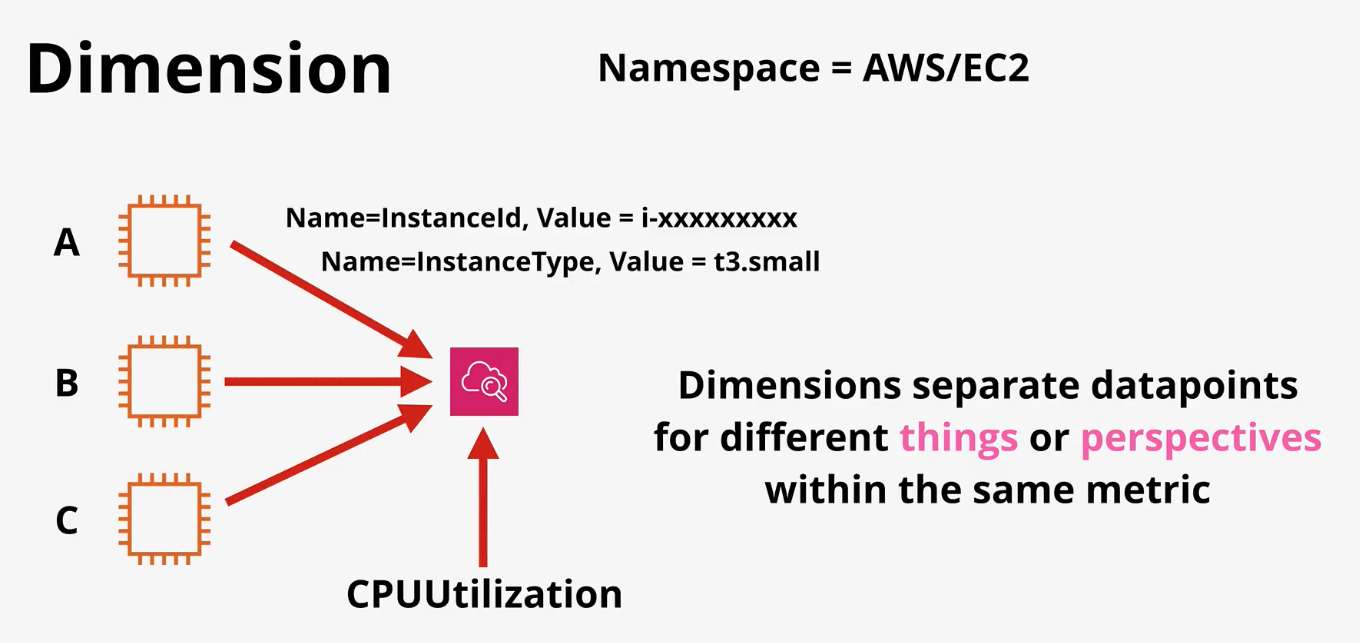 Dimension
Namespace = AWS/EC2
A
Name=InstanceId, Value = i-xxxxxxxxx
Name=InstanceType, Value = t3.small
B
Dimensions separate datapoints
for different things or perspectives
within the same metric
C
CPUUtilization